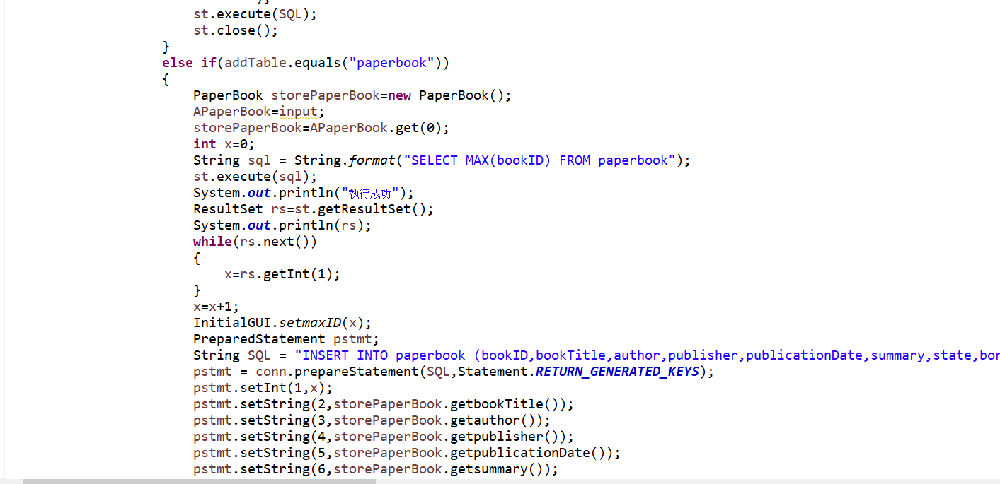 );
st.execute(SQL);
st.close();
}
else if(addTable.equals("paperbook"))
{
PaperBook storePaperBook=new PaperBook();
APaperBook=input;
storePaperBook=APaperBook.get(0);
int x=0;
String sql = String.format("SELECT MAX(bookID) FROM paperbook");
st.execute(sql);
System.out.println("執行成功");
ResultSet rs=st.getResultSet();
System.out.println(rs);
while(rs.next())
{
x=rs.getInt(1);
}
x=x+1;
InitialGUI.setmaxID(x);
PreparedStatement pstmt;
String SQL = "INSERT INTO paperbook (bookID,bookTitle,author,publisher,publicationDate,summary,state,bor
pstmt = conn.prepareStatement(SQL,Statement.RETURN_GENERATED_KEYS);
pstmt.setInt(1,x);
pstmt.setString(2,storePaperBook.getbookTitle());
pstmt.setString(3,storePaperBook.getauthor());
pstmt.setString(4,storePaperBook.getpublisher());
pstmt.setString(5,storePaperBook.getpublicationDate());
pstmt.setString(6,storePaperBook.getsummary());